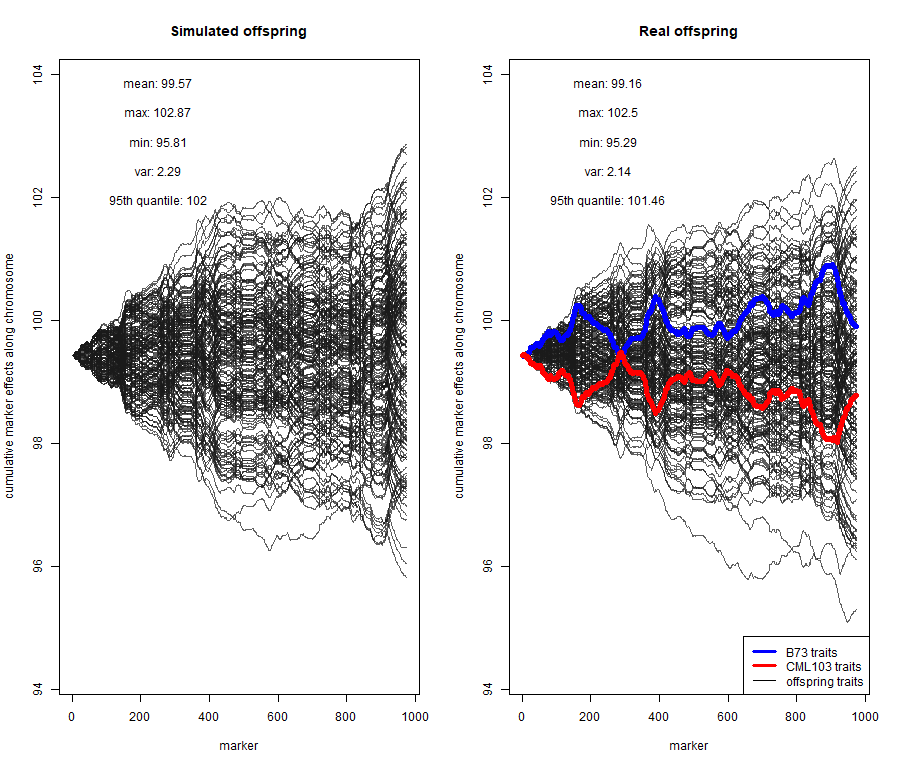 Simulated offspring
cumulative marker effects along chromosome
104
102
100
98
96
94
mean: 99.57
max: 102.87
min: 95.81
var: 2.29
95th quantile: 102
0 200 400 600 800 1000
marker
Real offspring
cumulative marker effects along chromosome
104
102
100
98
96
94
mean: 99.16
max: 102.5
min: 95.29
var: 2.14
95th quantile: 101.46
B73 traits
CML103 traits
offspring traits
0 200 400 600 800 1000
marker